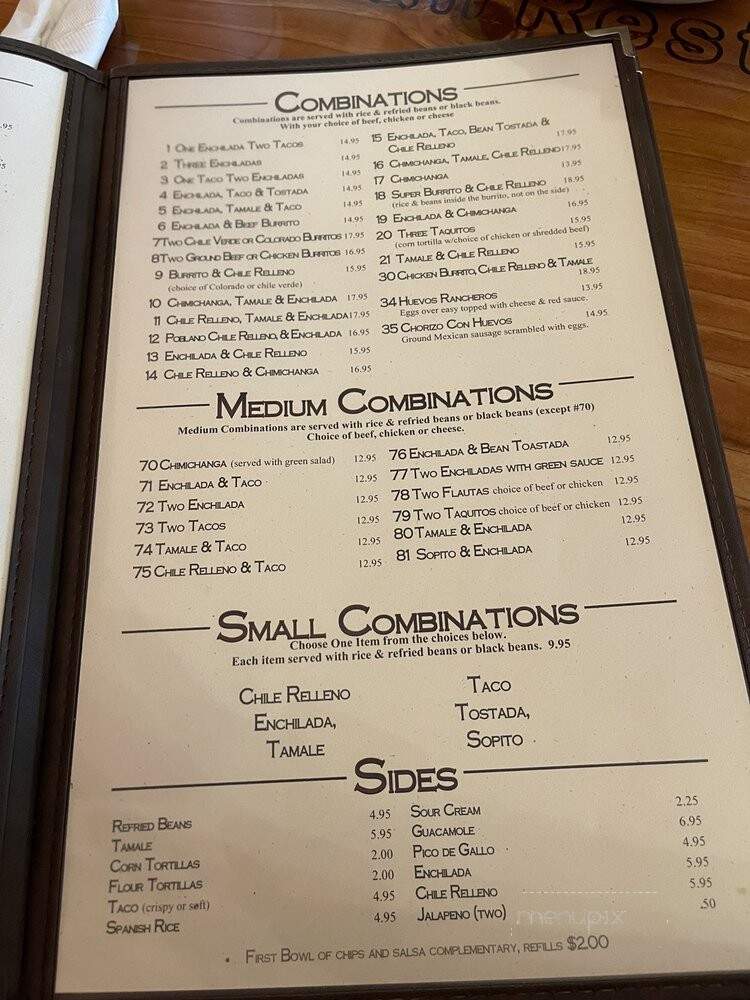 Rest
COMBINATIONS
Combinations are served with rice & refried beans or black beans.
With your choice of beef, chicken or cheese
1 One Enchilada Two Tacos 14.95
2 Three Enchiladas 14.95
3 One Taco Two Enchiladas 14.95
4 Enchilada, Taco & Tostada 14.95
5 Enchilada, Tamale & Taco 14.95
6 Enchilada & Beef Burrito 14.95
7 Two Chile Verde or Colorado Burritos 17.95
8 Two Ground Beef or Chicken Burritos 16.95
9 Burrito & Chile Relleno 15.95
(choice of Colorado or chile verde)
10 Chimichanga, Tamale & Enchilada 17.95
11 Chile Relleno, Tamale & Enchilada 17.95
12 Poblano Chile Relleno, & Enchilada 16.95
13 Enchilada & Chile Relleno 15.95
14 Chile Relleno & Chimichanga 16.95
15 Enchilada, Taco, Bean Tostada &
Chile Relleno 17.95
16 Chimichanga, Tamale, Chile Relleno 17.95
17 Chimichanga 13.95
18 Super Burrito & Chile Relleno 18.95
(rice & beans inside the burrito, not on the side)
19 Enchilada & Chimichanga 16.95
20 Three Taquitos 15.95
(corn tortilla w/choice of chicken or shredded beef)
21 Tamale & Chile Relleno 15.95
30 Chicken Burrito, Chile Relleno & Tamale
18.95
34 Huevos Rancheros 13.95
Eggs over easy topped with cheese & red sauce.
35 Chorizo Con Huevos 14.95
Ground Mexican sausage scrambled with eggs.
MEDIUM COMBINATIONS
Medium Combinations are served with rice & refried beans or black beans (except #70)
Choice of beef, chicken or cheese.
70 Chimichanga (served with green salad) 12.95
71 Enchilada & Taco 12.95
72 Two Enchilada 12.95
73 Two Tacos 12.95
74 Tamale & Taco 12.95
75 Chile Relleno & Taco 12.95
76 Enchilada & Bean Toastada 12.95
77 Two Enchiladas with green sauce 12.95
78 Two Flautas choice of beef or chicken 12.95
79 Two Taquitos choice of beef or chicken 12.95
80 Tamale & Enchilada 12.95
81 Sopito & Enchilada 12.95
SMALL COMBINATIONS
Choose One Item from the choices below.
Each item served with rice & refried beans or black beans. 9.95
Chile Relleno
Enchilada,
Tamale
Taco
Tostada,
Sopito
SIDES
Refried Beans 4.95
Tamale 5.95
Corn Tortillas 2.00
Flour Tortillas 2.00
Taco (crispy or soft) 4.95
Spanish Rice 4.95
Sour Cream 2.25
Guacamole 6.95
Pico de Gallo 4.95
Enchilada 5.95
Chile Relleno 5.95
Jalapeno (two) .50
• First Bowl of chips and salsa complementary, refills $2.00
menupix